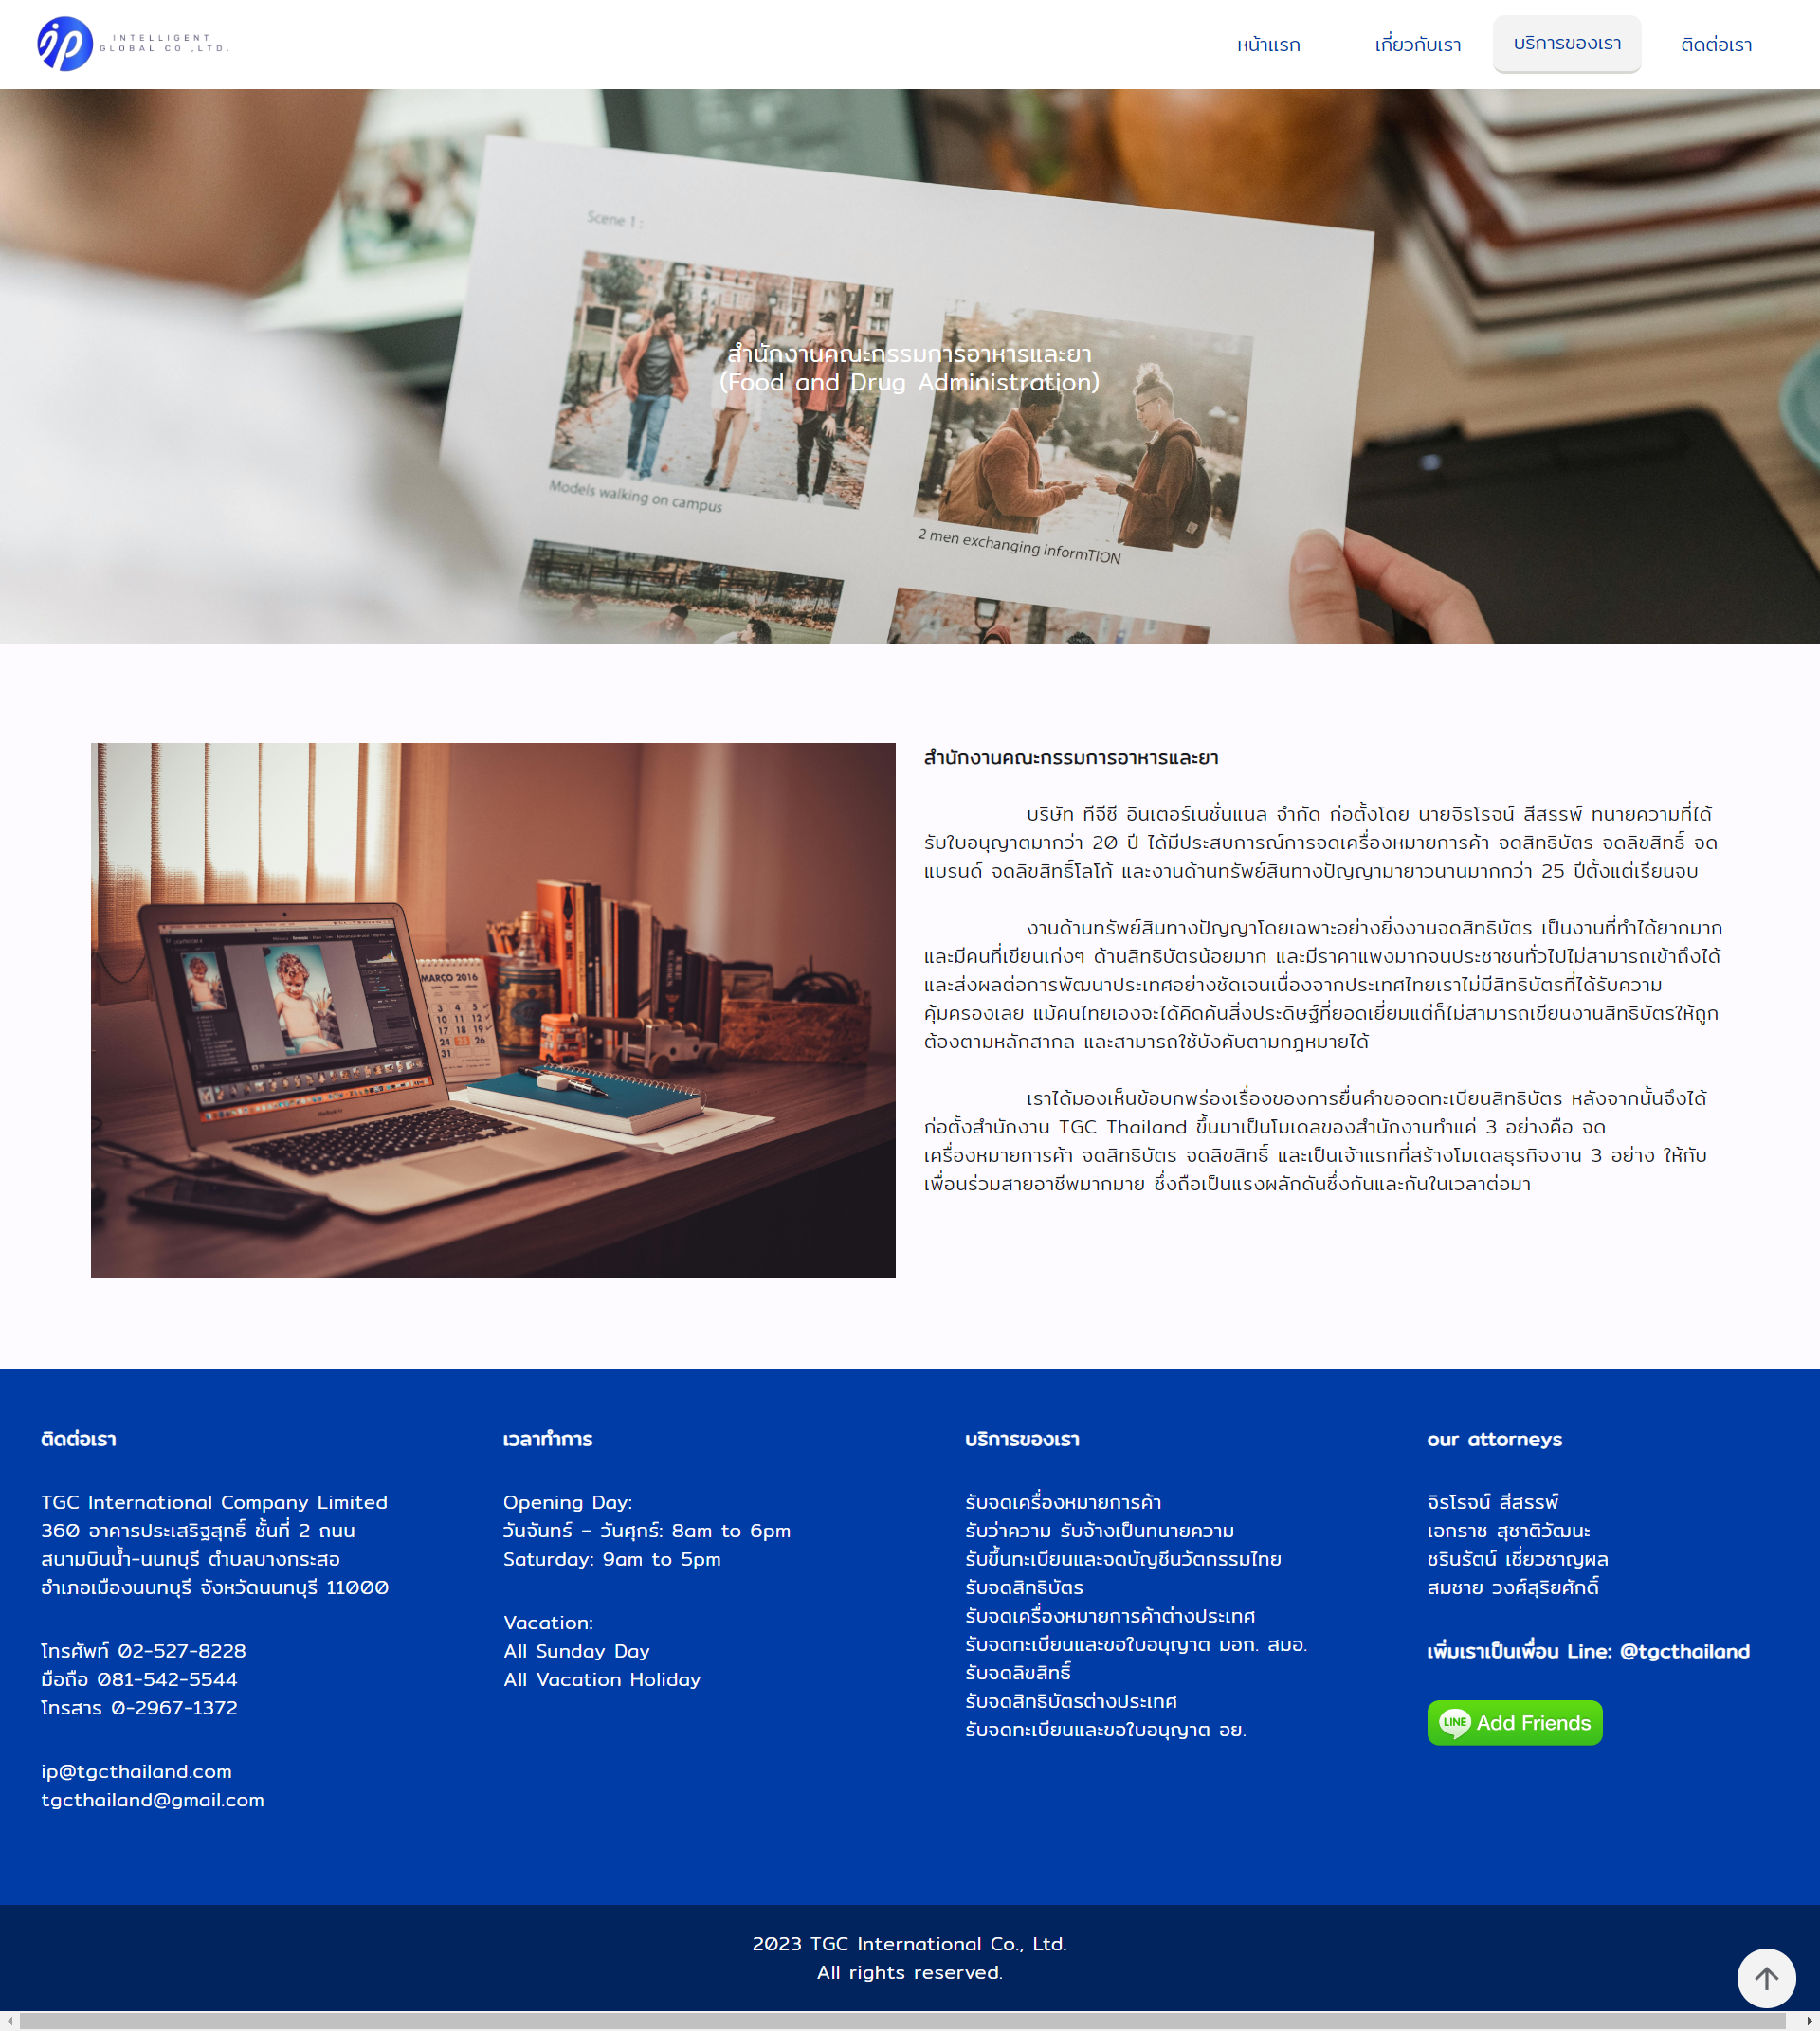 ip INTELLIGENT
GLOBAL CO .,LTD.
หน้าแรก
เกี่ยวกับเรา
บริการของเรา
ติดต่อเรา
Scene 1 :
สำนักงานคณะกรรมการอาหารและยา
(Food and Drug Administration)
Models walking on campus
2 men exchanging informTION
สำนักงานคณะกรรมการอาหารและยา
บริษัท ทีจีซี อินเตอร์เนชั่นแนล จำกัด ก่อตั้งโดย นายจิรโรจน์ สีสรรพ์ ทนายความที่ได้
รับใบอนุญาตมากว่า 20 ปี ได้มีประสบการณ์การจดเครื่องหมายการค้า จดสิทธิบัตร จดลิขสิทธิ์ จด
แบรนด์ จดลิขสิทธิ์โลโก้ และงานด้านทรัพย์สินทางปัญญามายาวนานมากกว่า 25 ปีตั้งแต่เรียนจบ
งานด้านทรัพย์สินทางปัญญาโดยเฉพาะอย่างยิ่งงานจดสิทธิบัตร เป็นงานที่ทำได้ยากมาก
และมีคนที่เขียนเก่งๆ ด้านสิทธิบัตรน้อยมาก และมีราคาแพงมากจนประชาชนทั่วไปไม่สามารถเข้าถึงได้
และส่งผลต่อการพัฒนาประเทศอย่างชัดเจนเนื่องจากประเทศไทยเราไม่มีสิทธิบัตรที่ได้รับความ
คุ้มครองเลย แม้คนไทยเองจะได้คิดค้นสิ่งประดิษฐ์ที่ยอดเยี่ยมแต่ก็ไม่สามารถเขียนงานสิทธิบัตรให้ถูก
ต้องตามหลักสากล และสามารถใช้บังคับตามกฎหมายได้
เราได้มองเห็นข้อบกพร่องเรื่องของการยื่นคำขอจดทะเบียนสิทธิบัตร หลังจากนั้นจึงได้
ก่อตั้งสำนักงาน TGC Thailand ขึ้นมาเป็นโมเดลของสำนักงานทำแค่ 3 อย่างคือ จด
เครื่องหมายการค้า จดสิทธิบัตร จดลิขสิทธิ์ และเป็นเจ้าแรกที่สร้างโมเดลธุรกิจงาน 3 อย่าง ให้กับ
เพื่อนร่วมสายอาชีพมากมาย ซึ่งถือเป็นแรงผลักดันซึ่งกันและกันในเวลาต่อมา
MARÇO 2016
ติดต่อเรา
TGC International Company Limited
360 อาคารประเสริฐสุทธิ์ ชั้นที่ 2 ถนน
สนามบินน้ำ-นนทบุรี ตำบลบางกระสอ
อำเภอเมืองนนทบุรี จังหวัดนนทบุรี 11000
โทรศัพท์ 02-527-8228
มือถือ 081-542-5544
โทรสาร 0-2967-1372
ip@tgcthailand.com
tgcthailand@gmail.com
เวลาทำการ
Opening Day:
วันจันทร์ – วันศุกร์: 8am to 6pm
Saturday: 9am to 5pm
Vacation:
All Sunday Day
All Vacation Holiday
บริการของเรา
รับจดเครื่องหมายการค้า
รับว่าความ รับจ้างเป็นทนายความ
รับขึ้นทะเบียนและจดบัญชีนวัตกรรมไทย
รับจดสิทธิบัตร
รับจดเครื่องหมายการค้าต่างประเทศ
รับจดทะเบียนและขอใบอนุญาต มอก. สมอ.
รับจดลิขสิทธิ์
รับจดสิทธิบัตรต่างประเทศ
รับจดทะเบียนและขอใบอนุญาต อย.
our attorneys
จิรโรจน์ สีสรรพ์
เอกราช สุชาติวัฒนะ
ชรินรัตน์ เชี่ยวชาญผล
สมชาย วงศ์สุริยศักดิ์
เพิ่มเราเป็นเพื่อน Line: @tgcthailand
LINE Add Friends
2023 TGC International Co., Ltd.
All rights reserved.